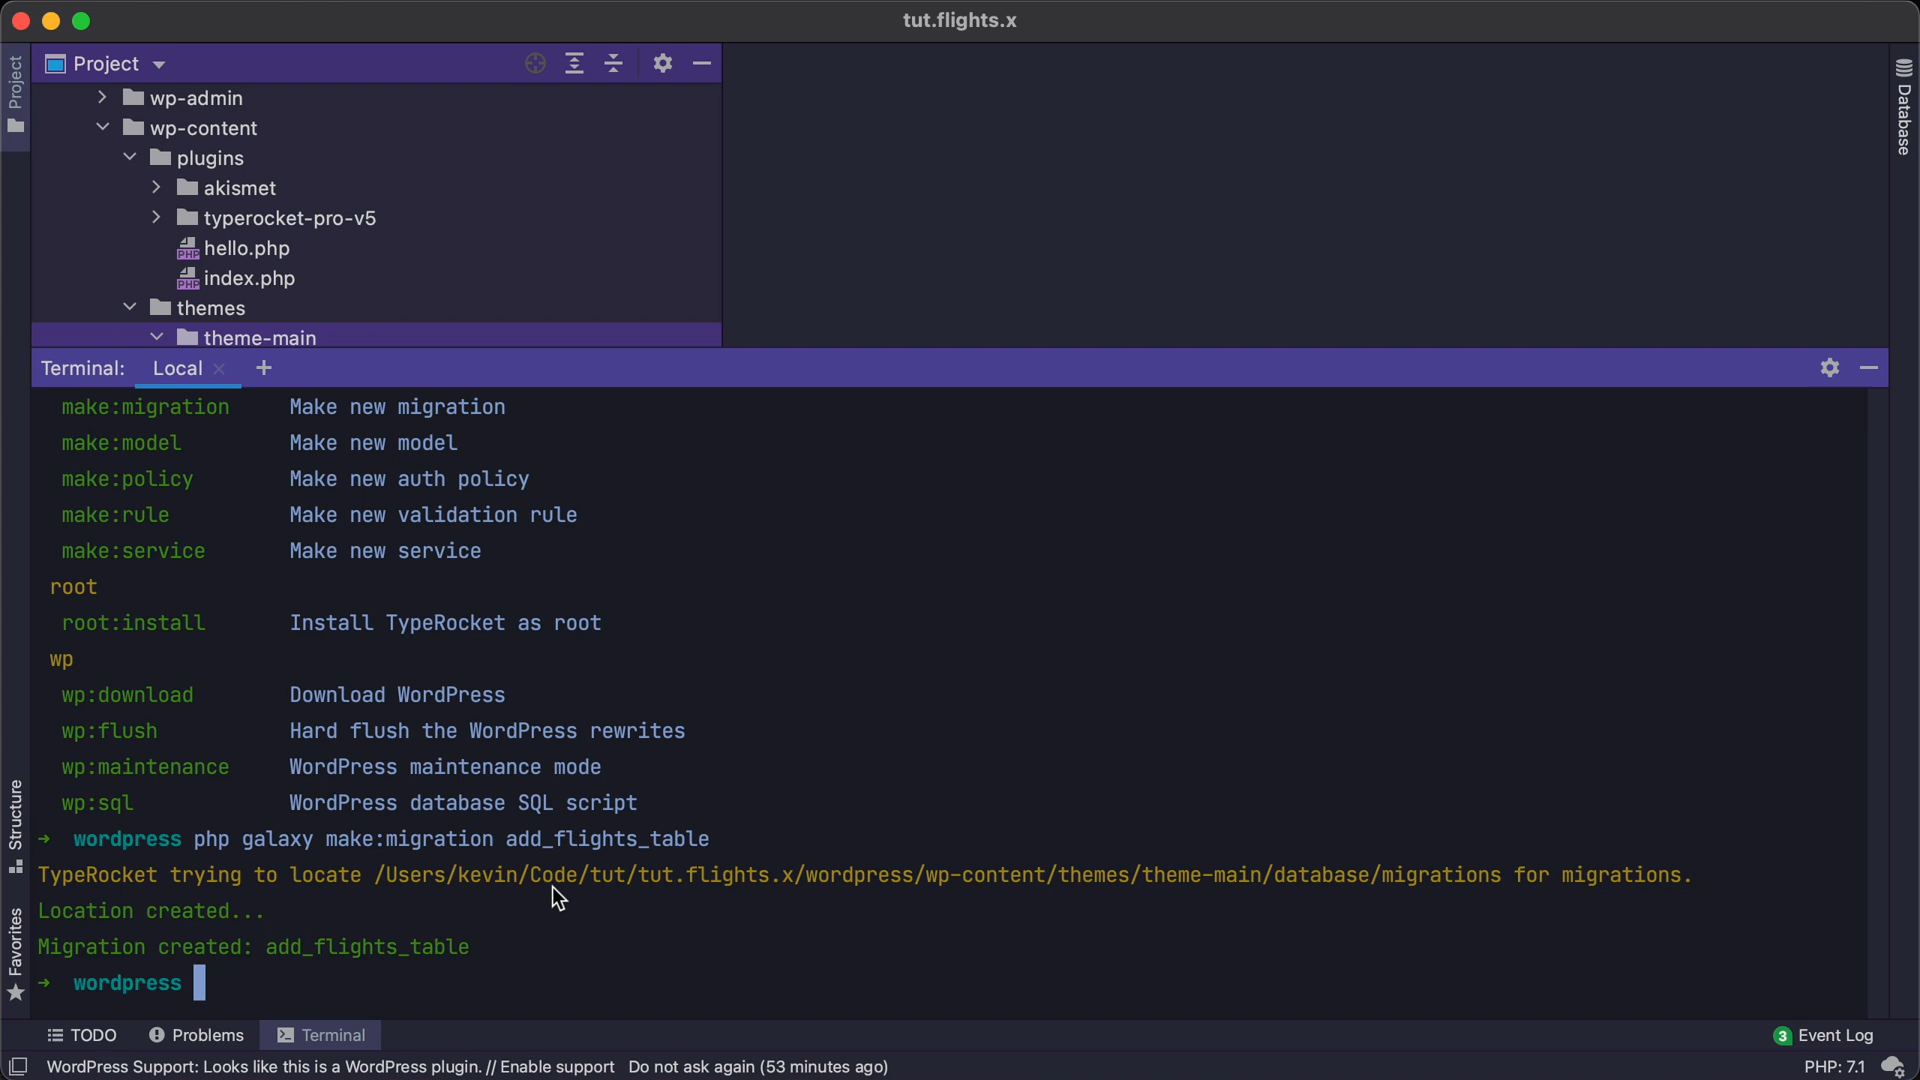 tut.flights.x
Project
Project
wp-admin
wp-content
plugins
akismet
typerocket-pro-v5
PHP hello.php
PHP index.php
themes
theme-main
Database
Terminal: Local
make:migration Make new migration
make:model Make new model
make:policy Make new auth policy
make:rule Make new validation rule
make:service Make new service
root
root:install Install TypeRocket as root
wp
wp:download Download WordPress
wp:flush Hard flush the WordPress rewrites
wp:maintenance WordPress maintenance mode
wp:sql WordPress database SQL script
→ wordpress php galaxy make:migration add_flights_table
TypeRocket trying to locate /Users/kevin/Code/tut/tut.flights.x/wordpress/wp-content/themes/theme-main/database/migrations for migrations.
Location created...
Migration created: add_flights_table
→ wordpress
Structure
Favorites
TODO Problems Terminal 3 Event Log
WordPress Support: Looks like this is a WordPress plugin. // Enable support Do not ask again (53 minutes ago) PHP: 7.1